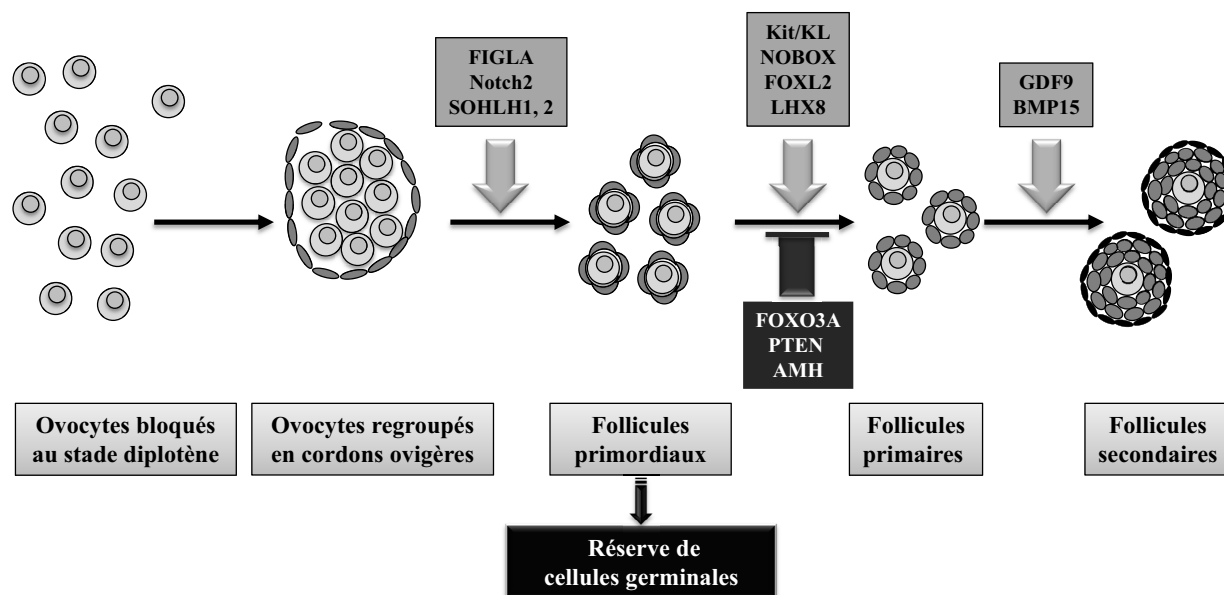 FIGLA
Notch2
SOHLH1, 2
Kit/KL
NOBOX
FOXL2
LHX8
GDF9
BMP15
FOXO3A
PTEN
AMH
Ovocytes bloqués
au stade diplotène
Ovocytes regroupés
en cordons ovigères
Follicules
primordiaux
Follicules
primaires
Follicules
secondaires
Réserve de
cellules germinales